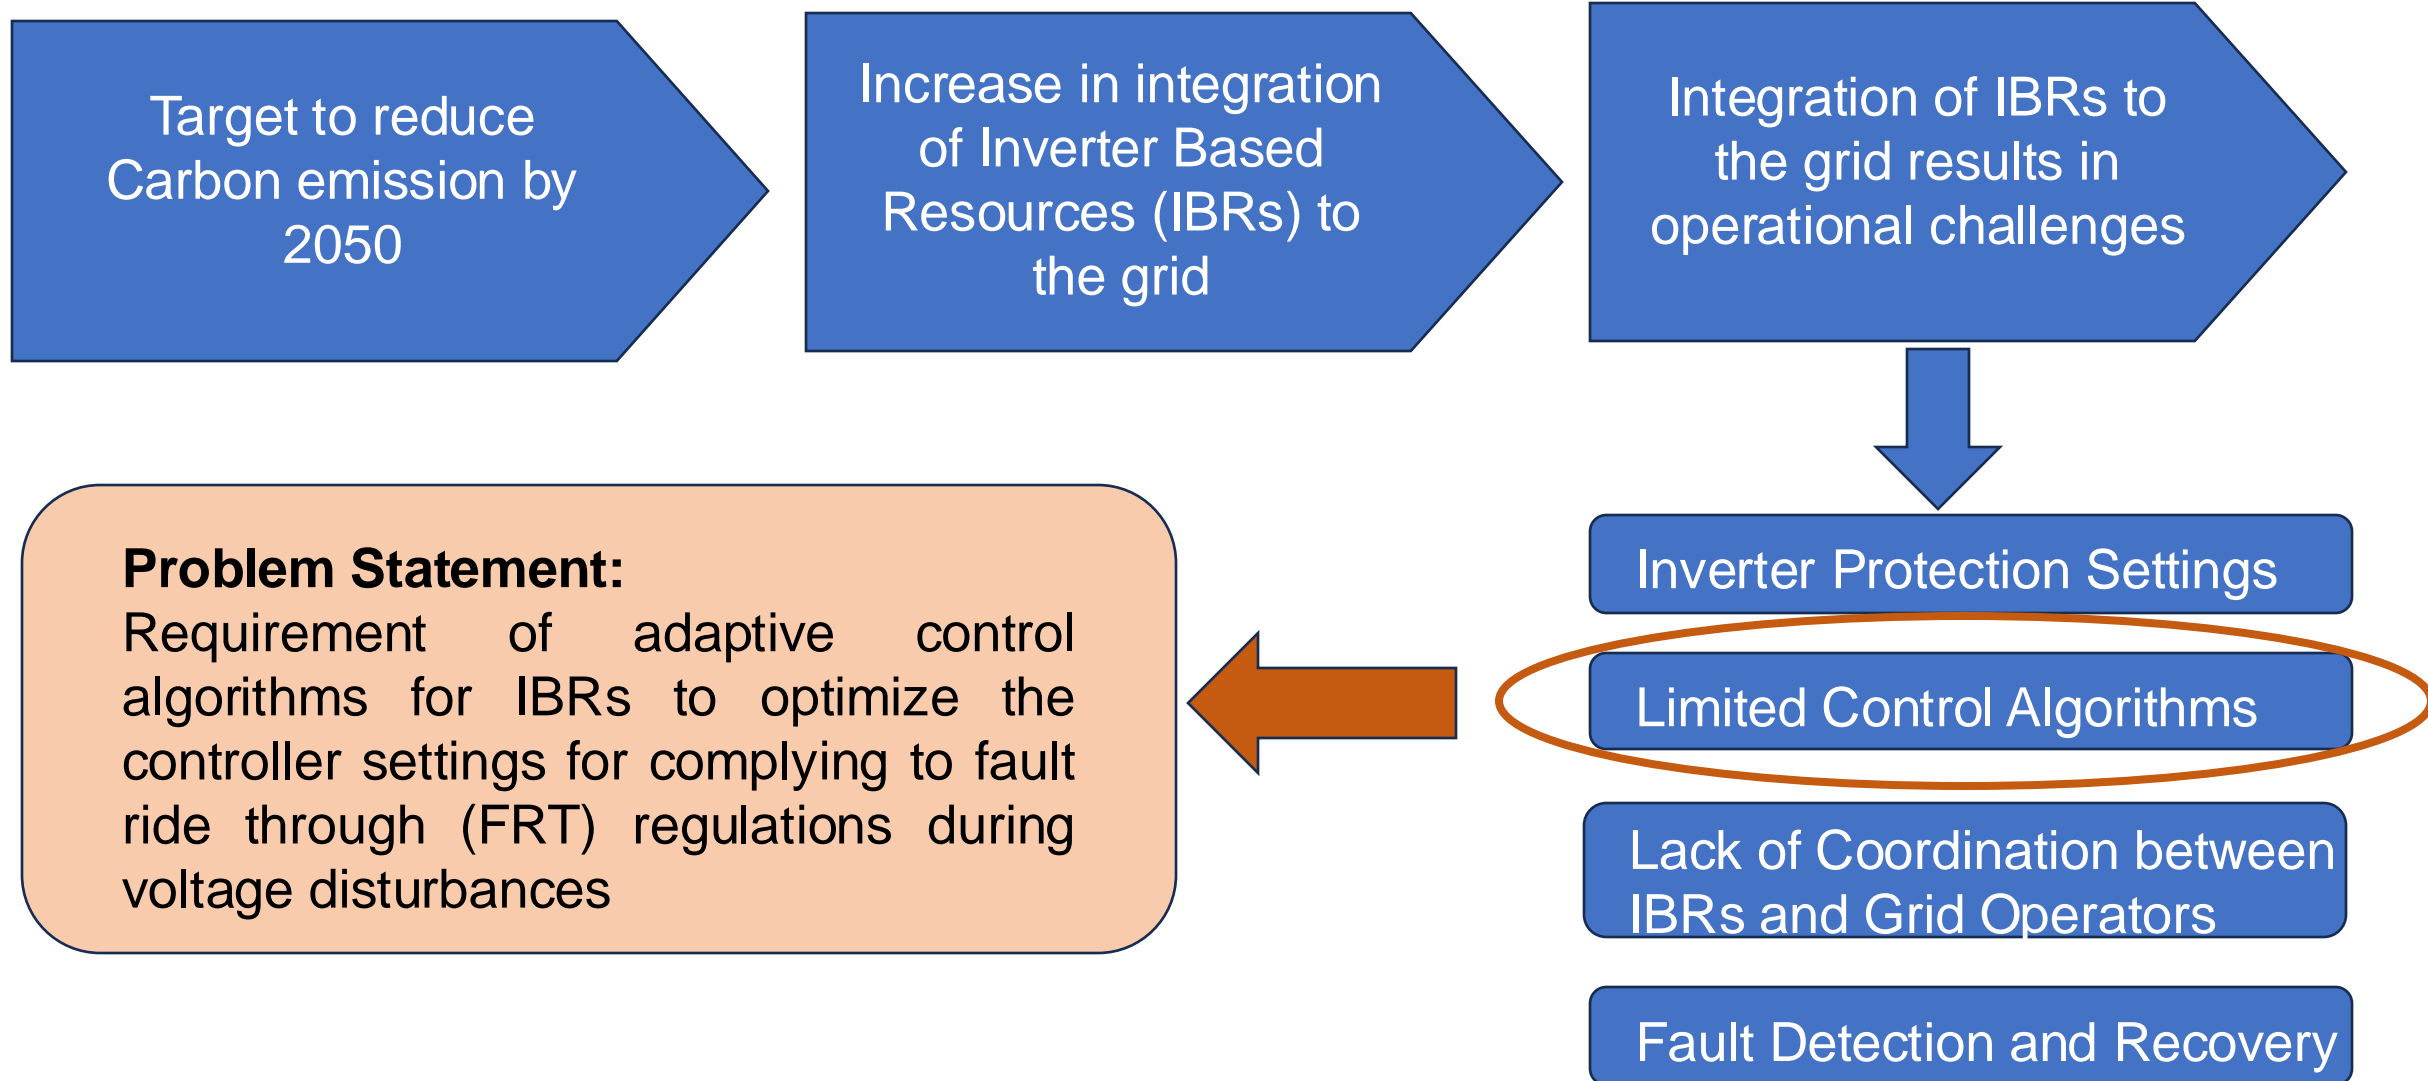 Target to reduce
Carbon emission by
2050
Increase in integration
of Inverter Based
Resources (IBRs) to
the grid
Integration of IBRs to
the grid results in
operational challenges
Inverter Protection Settings
Limited Control Algorithms
Lack of Coordination between
IBRs and Grid Operators
Fault Detection and Recovery
Problem Statement:
Requirement of adaptive control
algorithms for IBRs to optimize the
controller settings for complying to fault
ride through (FRT) regulations during
voltage disturbances